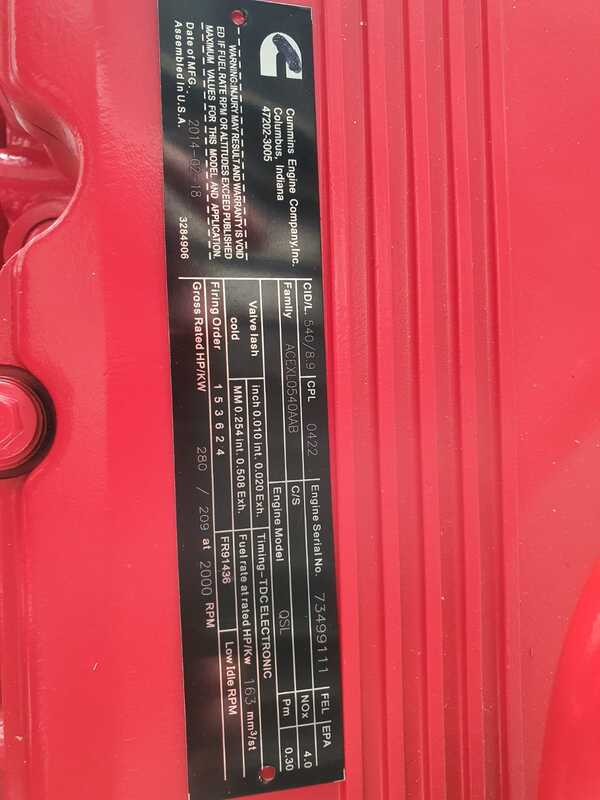 Cummins Engine Company,Inc.
Columbus, Indiana
47202-3005
WARNING:INJURY MAY RESULT AND WARRANTY IS VOID
ED IF FUEL RATE RPM OR ALTITUDES EXCEED PUBLISHED
MAXIMUM VALUES FOR THIS MODEL AND APPLICATION
Date of MFG. 2014-02-18
Assembled in U.S.A. 3284906
CID/L. 540/8.9 CPL 0422 Engine Serial No. 73499111 FEL EPA
Family ACEXL0540AAB C/S NOx 4.0
Engine Model QSL Pm 0.30
Valve lash inch 0.010 int. 0.020 Exh. Timing-TDC ELECTRONIC
cold MM 0.254 int. 0.508 Exh. Fuel rate at rated HP/Kw 163 mm³/st
Firing Order 1 5 3 6 2 4 FR91436 Low Idle RPM
Gross Rated HP/KW 280 / 209 at 2000 RPM